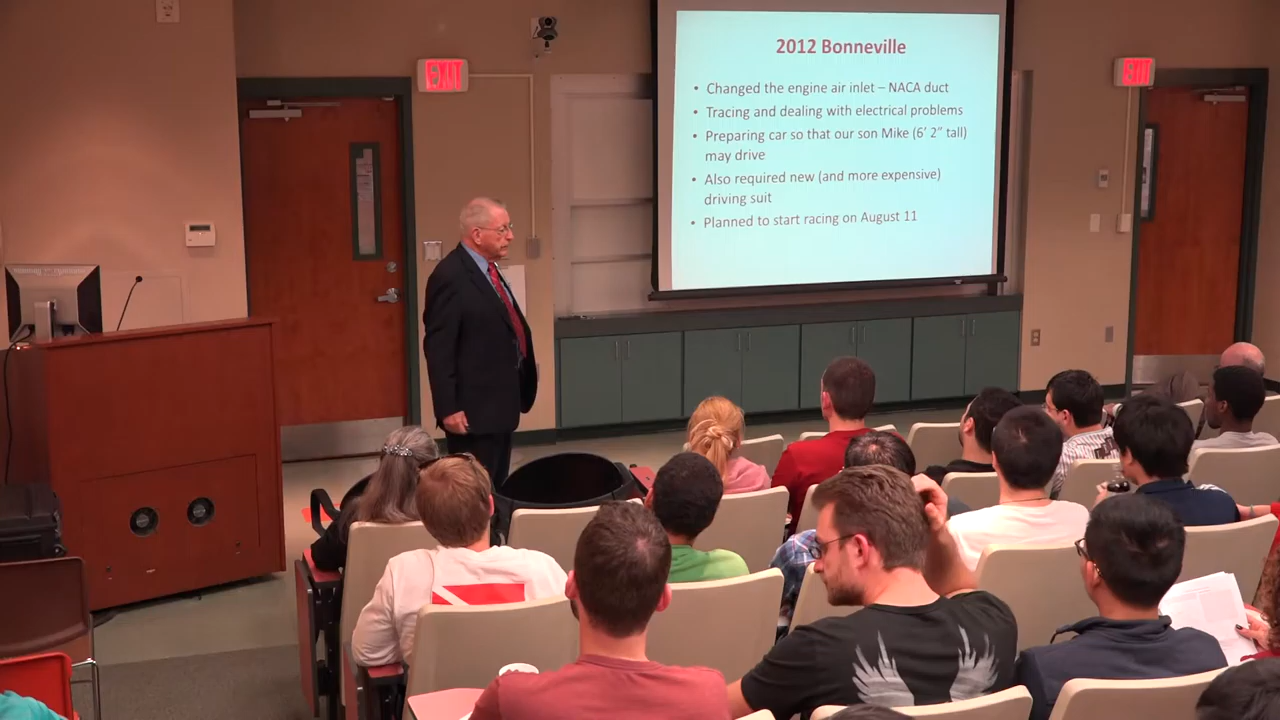 EXIT
EXIT
2012 Bonneville
• Changed the engine air inlet – NACA duct
• Tracing and dealing with electrical problems
• Preparing car so that our son Mike (6' 2" tall)
may drive
• Also required new (and more expensive)
driving suit
• Planned to start racing on August 11